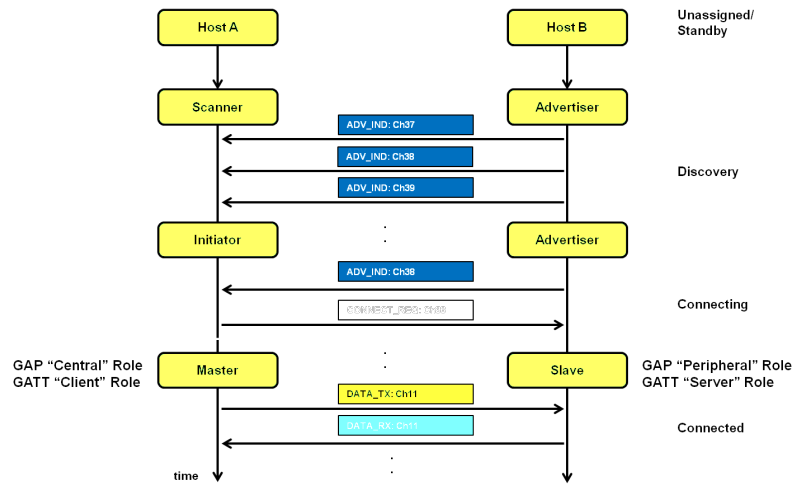 Host A
Host B
Unassigned/
Standby
Scanner
Advertiser
ADV_IND: Ch37
ADV_IND: Ch38
ADV_IND: Ch39
Discovery
Initiator
Advertiser
ADV_IND: Ch38
CONNECT_REQ: Ch38
Connecting
GAP “Central” Role
GATT “Client” Role
Master
Slave
GAP “Peripheral” Role
GATT “Server” Role
DATA_TX: Ch11
DATA_RX: Ch11
Connected
time